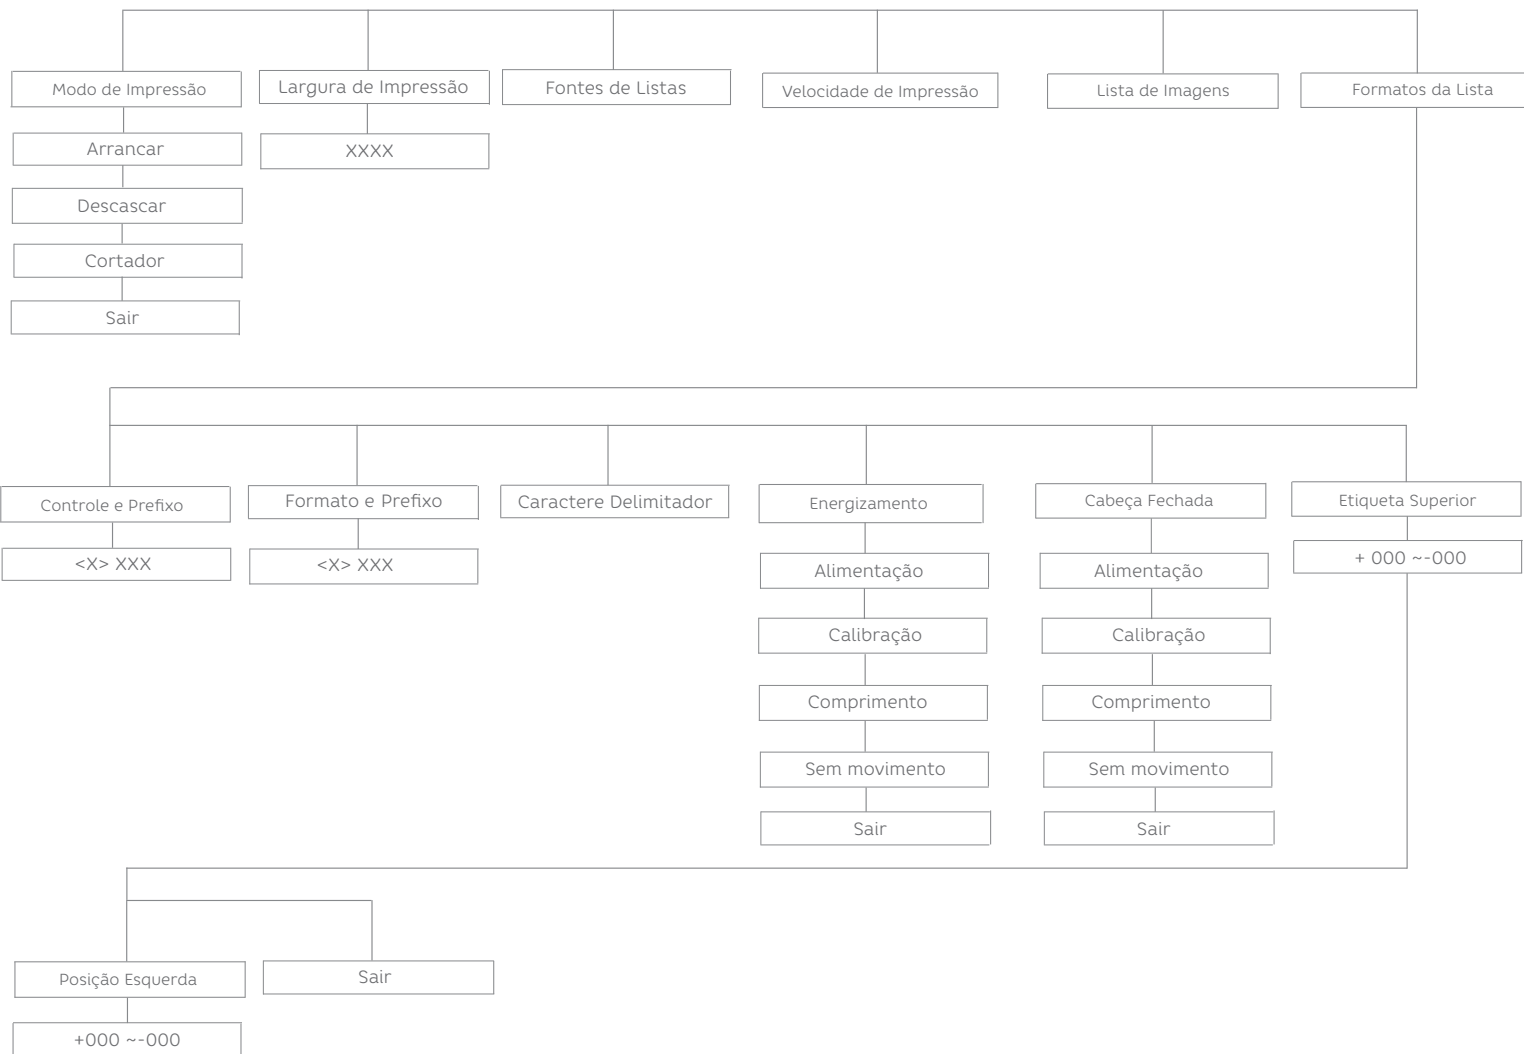 Modo de Impressão
Largura de Impressão
Fontes de Listas
Velocidade de Impressão
Lista de Imagens
Formatos da Lista
Arrancar
XXXX
Descascar
Cortador
Sair
Controle e Prefixo
Formato e Prefixo
Caractere Delimitador
Energizamento
Cabeça Fechada
Etiqueta Superior
<X> XXX
<X> XXX
Alimentação
Alimentação
+ 000 ~-000
Calibração
Calibração
Comprimento
Comprimento
Sem movimento
Sem movimento
Sair
Sair
Posição Esquerda
Sair
+000 ~-000